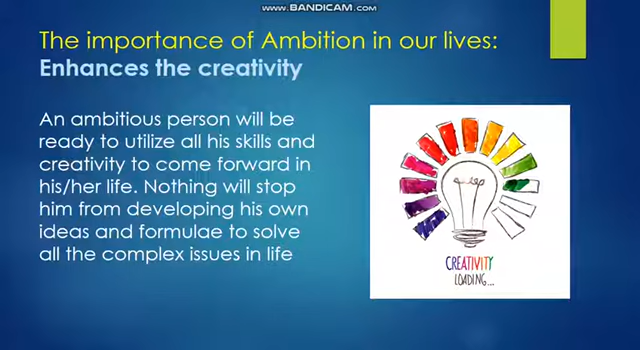 www.BANDICAM.com
The importance of Ambition in our lives:
Enhances the creativity
An ambitious person will be
ready to utilize all his skills and
creativity to come forward in
his/her life. Nothing will stop
him from developing his own
ideas and formulae to solve
all the complex issues in life
CREATIVITY
LOADING...